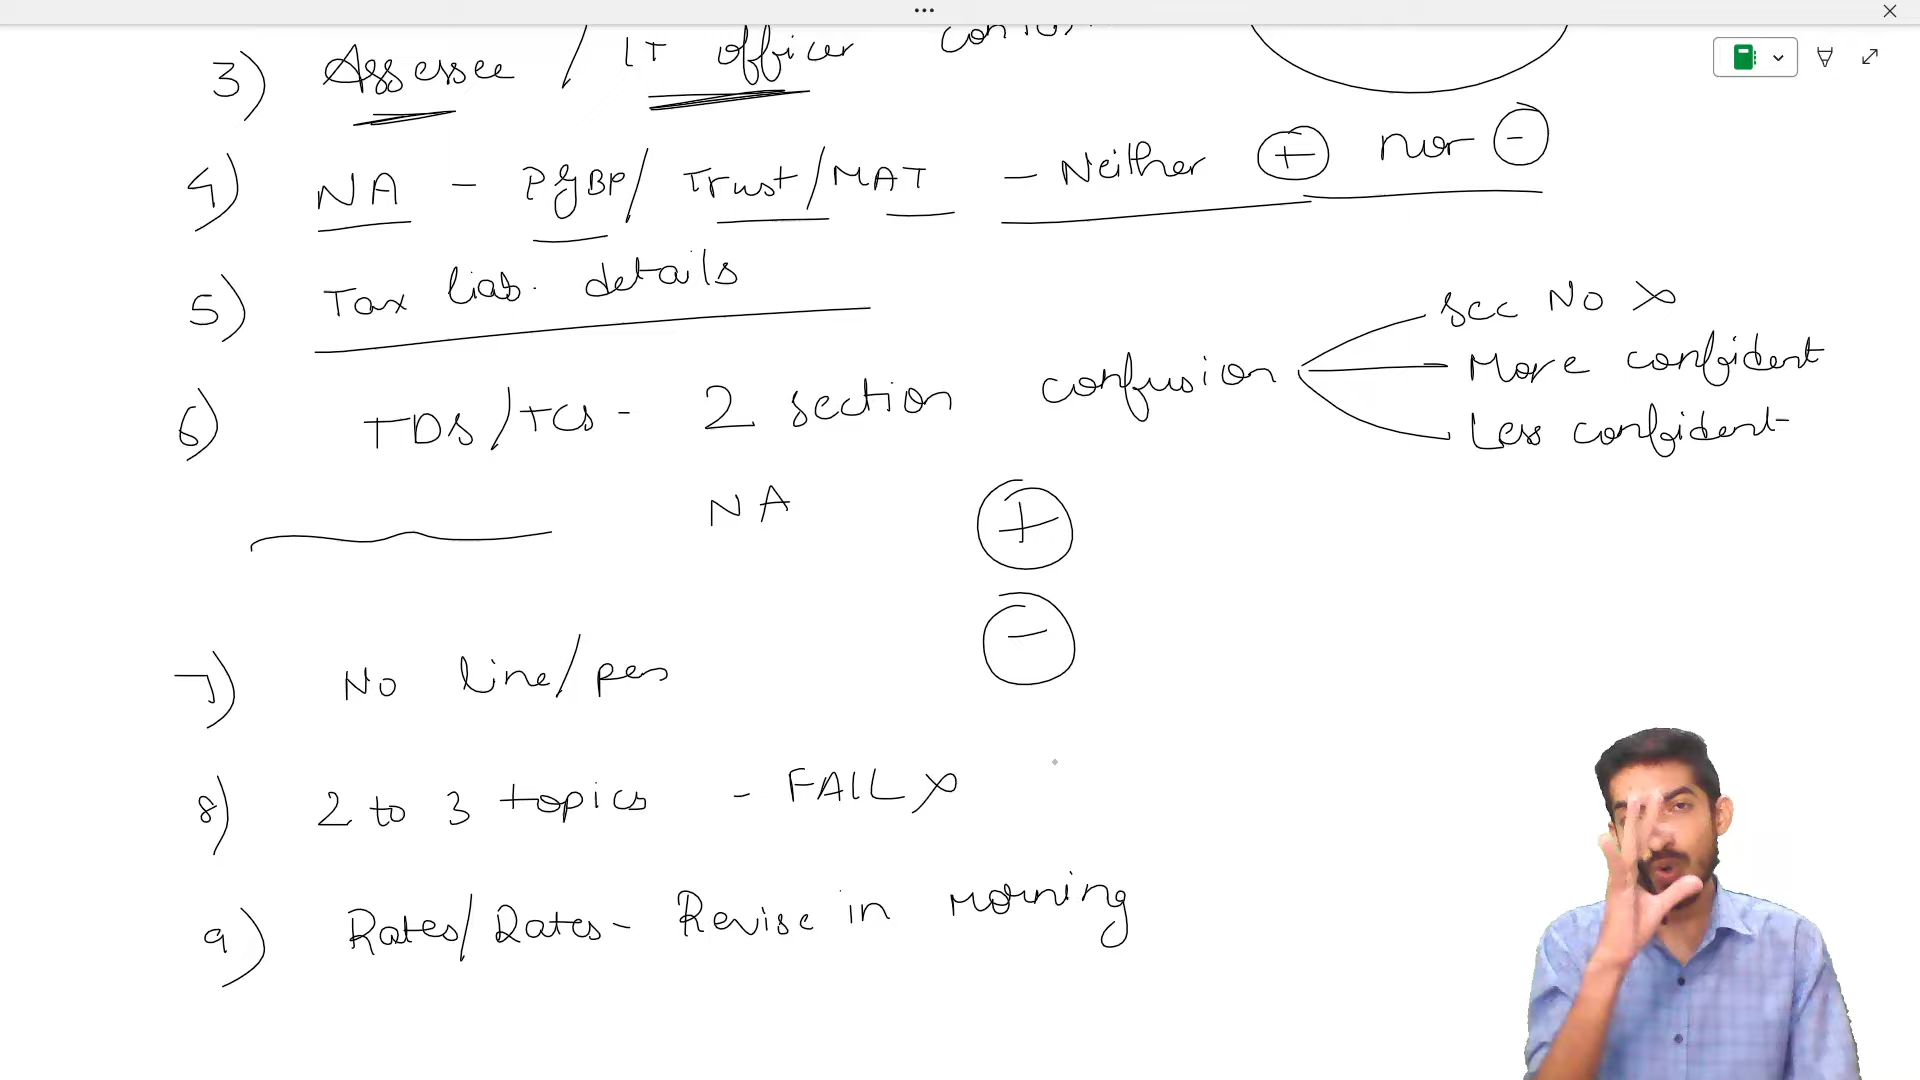 3) Assessee / IT officer
4) NA - PGBP / Trust / MAT - Neither + nor -
5) Tax liab. details
6) TDS / TCS - 2 section confusion
Sec No X
More confident
Less confident
NA +
-
7) No line / pen
8) 2 to 3 topics - FAIL X
9) Rates / Dates - Revise in morning